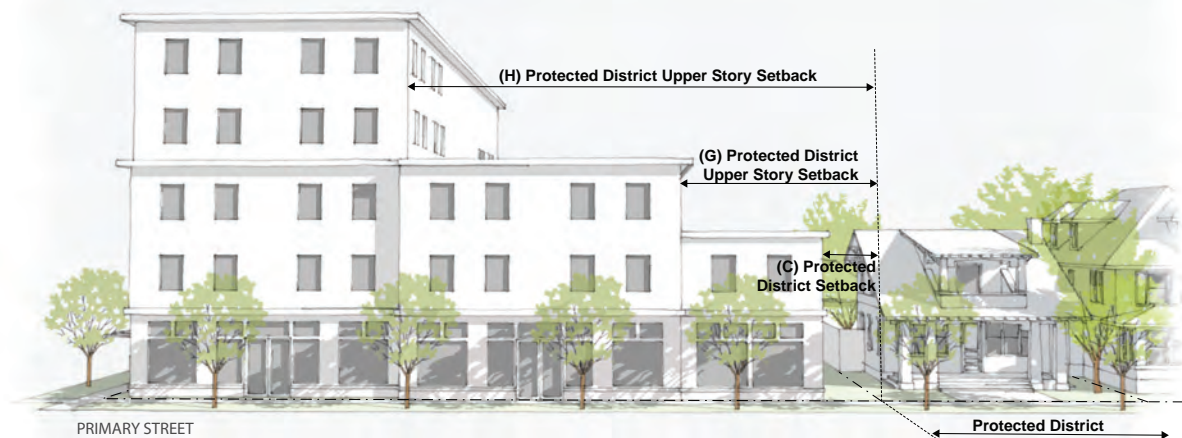 (H) Protected District Upper Story Setback
(G) Protected District
Upper Story Setback
(C) Protected
District Setback
PRIMARY STREET
Protected District